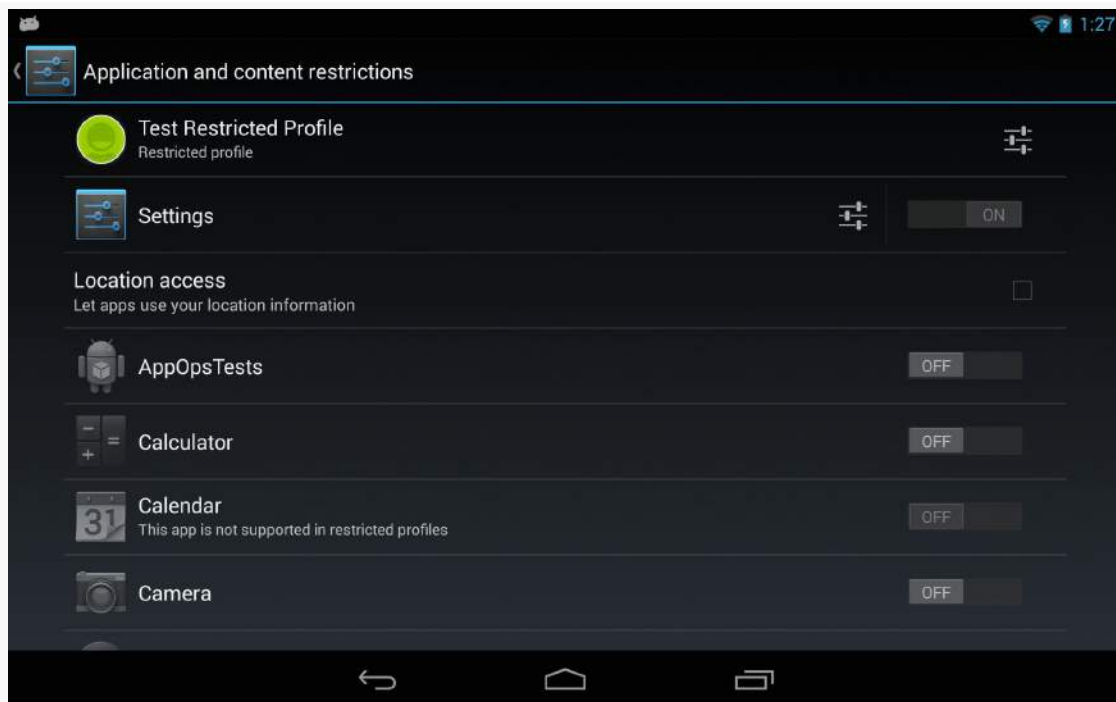 1:27
Application and content restrictions
Test Restricted Profile
Restricted profile
Settings
ON
Location access
Let apps use your location information
AppOpsTests
OFF
Calculator
OFF
31
Calendar
This app is not supported in restricted profiles
OFF
Camera
OFF